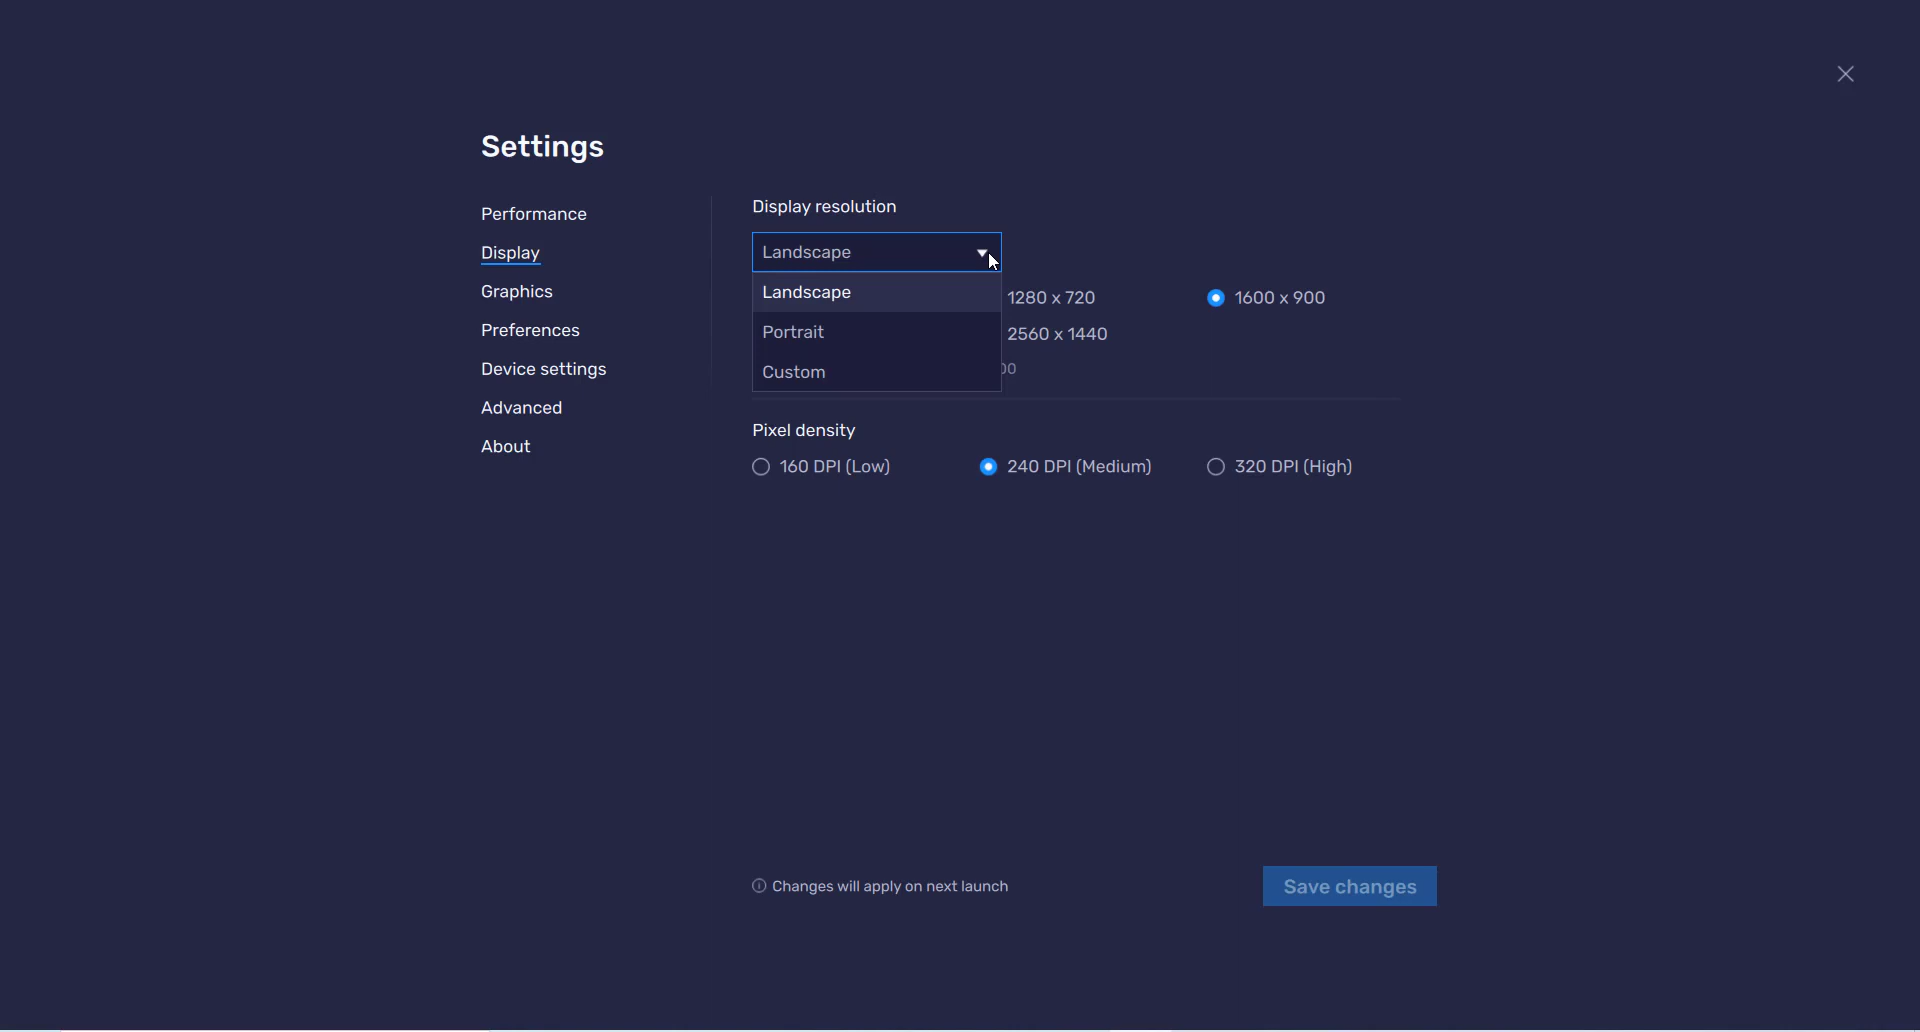 Settings
Performance
Display
Graphics
Preferences
Device settings
Advanced
About
Display resolution
Landscape
Landscape
Portrait
Custom
1280 x 720
1600 x 900
2560 x 1440
Pixel density
160 DPI (Low)
240 DPI (Medium)
320 DPI (High)
Changes will apply on next launch
Save changes